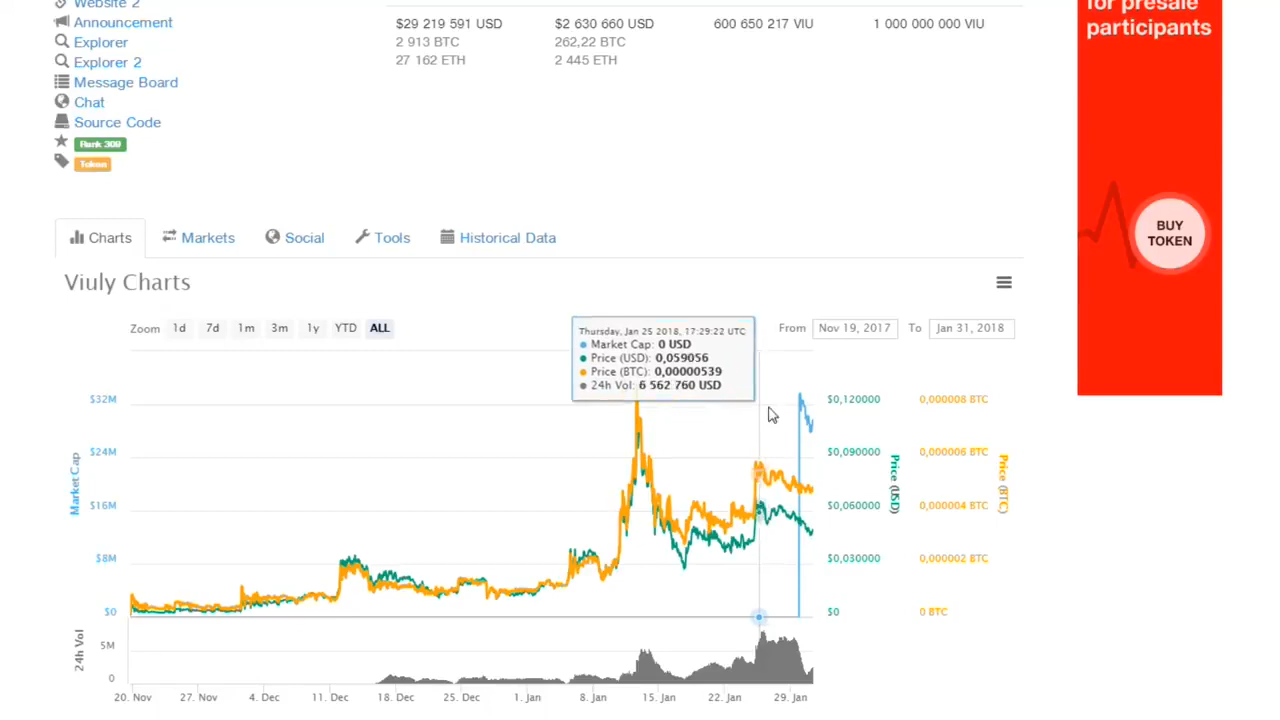 Website 2
Announcement
Explorer
Explorer 2
Message Board
Chat
Source Code
Rank 309
Token
$29 219 591 USD
2 913 BTC
27 162 ETH
$2 630 660 USD
262,22 BTC
2 445 ETH
600 650 217 VIU
1 000 000 000 VIU
for presale
participants
BUY
TOKEN
Charts
Markets
Social
Tools
Historical Data
Viuly Charts
Zoom 1d 7d 1m 3m 1y YTD ALL
From Nov 19, 2017 To Jan 31, 2018
Thursday, Jan 25 2018, 17:29:22 UTC
Market Cap: 0 USD
Price (USD): 0,059056
Price (BTC): 0,00000539
24h Vol: 6 562 760 USD
Market Cap
$32M
$24M
$16M
$8M
$0
$0,120000
$0,090000
$0,060000
$0,030000
$0
Price (USD)
0,000008 BTC
0,000006 BTC
0,000004 BTC
0,000002 BTC
0 BTC
Price (BTC)
24h Vol
5M
0
20. Nov 27. Nov 4. Dec 11. Dec 18. Dec 25. Dec 1. Jan 8. Jan 15. Jan 22. Jan 29. Jan